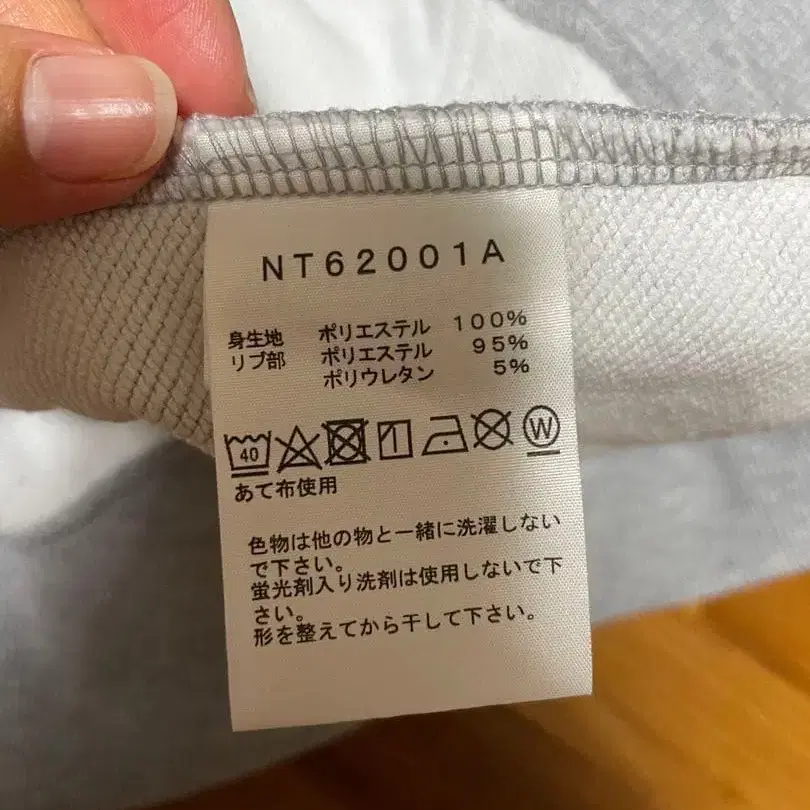 NT62001A
身生地 ポリエステル 100%
リブ部 ポリエステル 95%
ポリウレタン 5%
40 W
あて布使用
色物は他の物と一緒に洗濯しない
で下さい。
蛍光剤入り洗剤は使用しないで下
さい。
形を整えてから干して下さい。